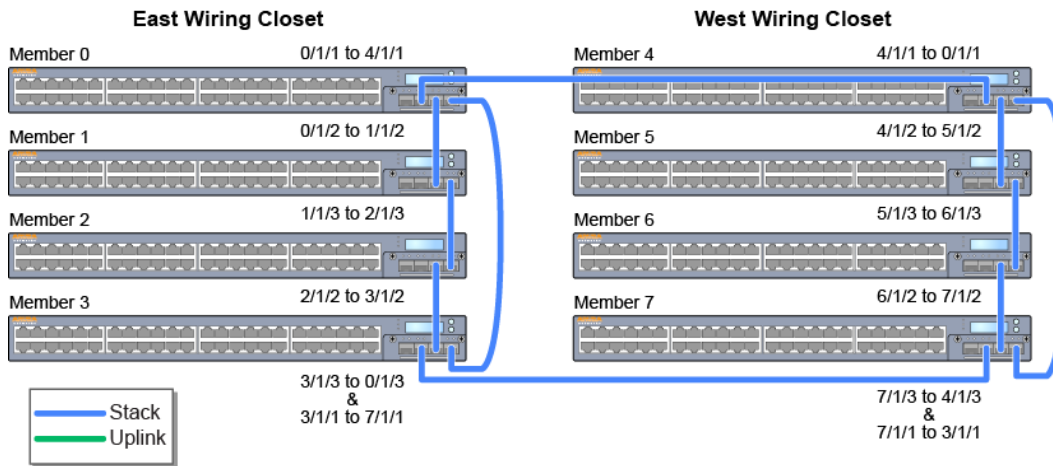 East Wiring Closet
West Wiring Closet
Member 0
0/1/1 to 4/1/1
Member 4
4/1/1 to 0/1/1
Member 1
0/1/2 to 1/1/2
Member 5
4/1/2 to 5/1/2
Member 2
1/1/3 to 2/1/3
Member 6
5/1/3 to 6/1/3
Member 3
2/1/2 to 3/1/2
Member 7
6/1/2 to 7/1/2
3/1/3 to 0/1/3
&
3/1/1 to 7/1/1
7/1/3 to 4/1/3
&
7/1/1 to 3/1/1
Stack
Uplink